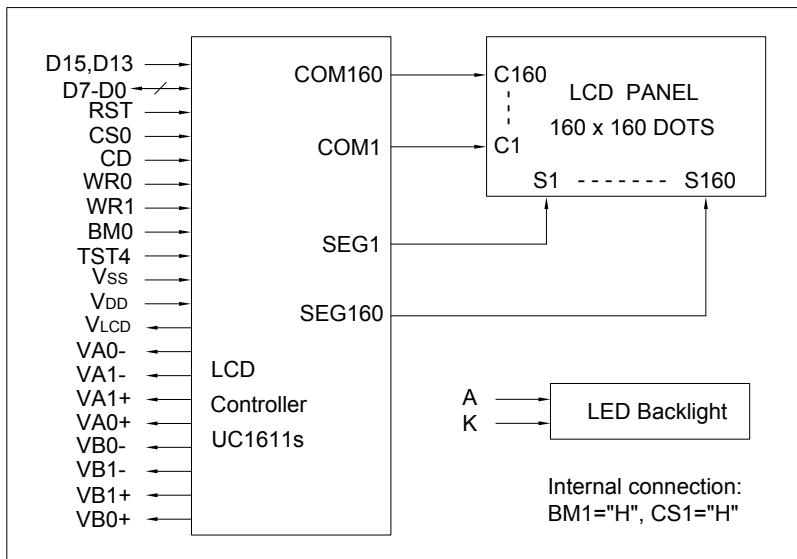 D15,D13
D7-D0
RST
CS0
CD
WR0
WR1
BM0
TST4
VSS
VDD
VLCD
VA0-
VA1-
VA1+
VA0+
VB0-
VB1-
VB1+
VB0+
COM160
COM1
SEG1
SEG160
LCD
Controller
UC1611s
C160
C1
LCD PANEL
160 x 160 DOTS
S1 ------- S160
A
K
LED Backlight
Internal connection:
BM1="H", CS1="H"